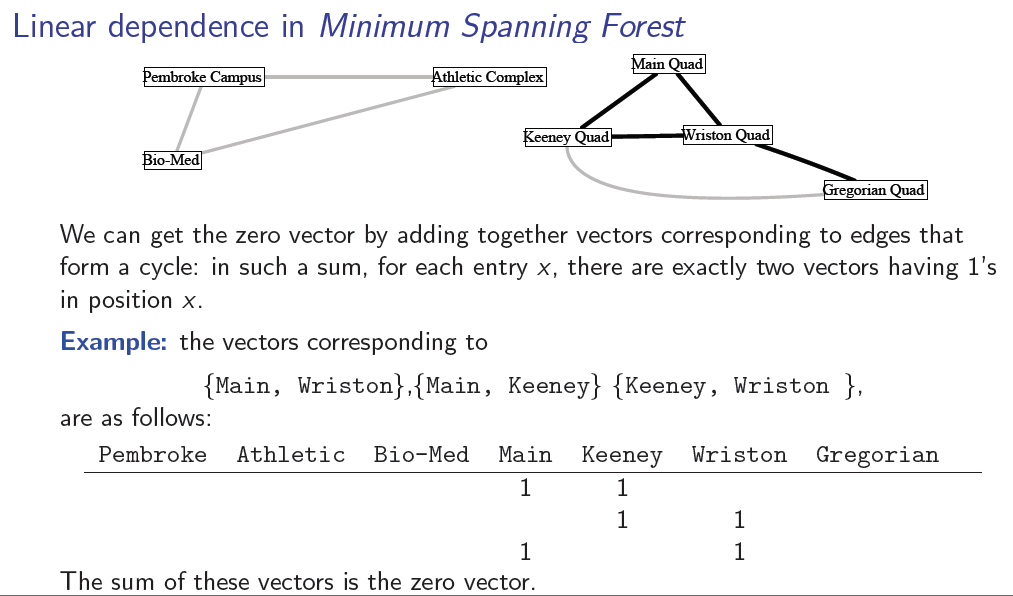 Linear dependence in Minimum Spanning Forest
Main Quad
Pembroke Campus Athletic Complex
Keeney Quad Wriston Quad
Bio-Med
Gregorian Quad
We can get the zero vector by adding together vectors corresponding to edges that
form a cycle: in such a sum, for each entry x, there are exactly two vectors having 1's
in position x.
Example: the vectors corresponding to
{Main, Wriston},{Main, Keeney} {Keeney, Wriston },
are as follows:
Pembroke Athletic Bio-Med Main Keeney Wriston Gregorian
1 1
1 1
1 1
The sum of these vectors is the zero vector.